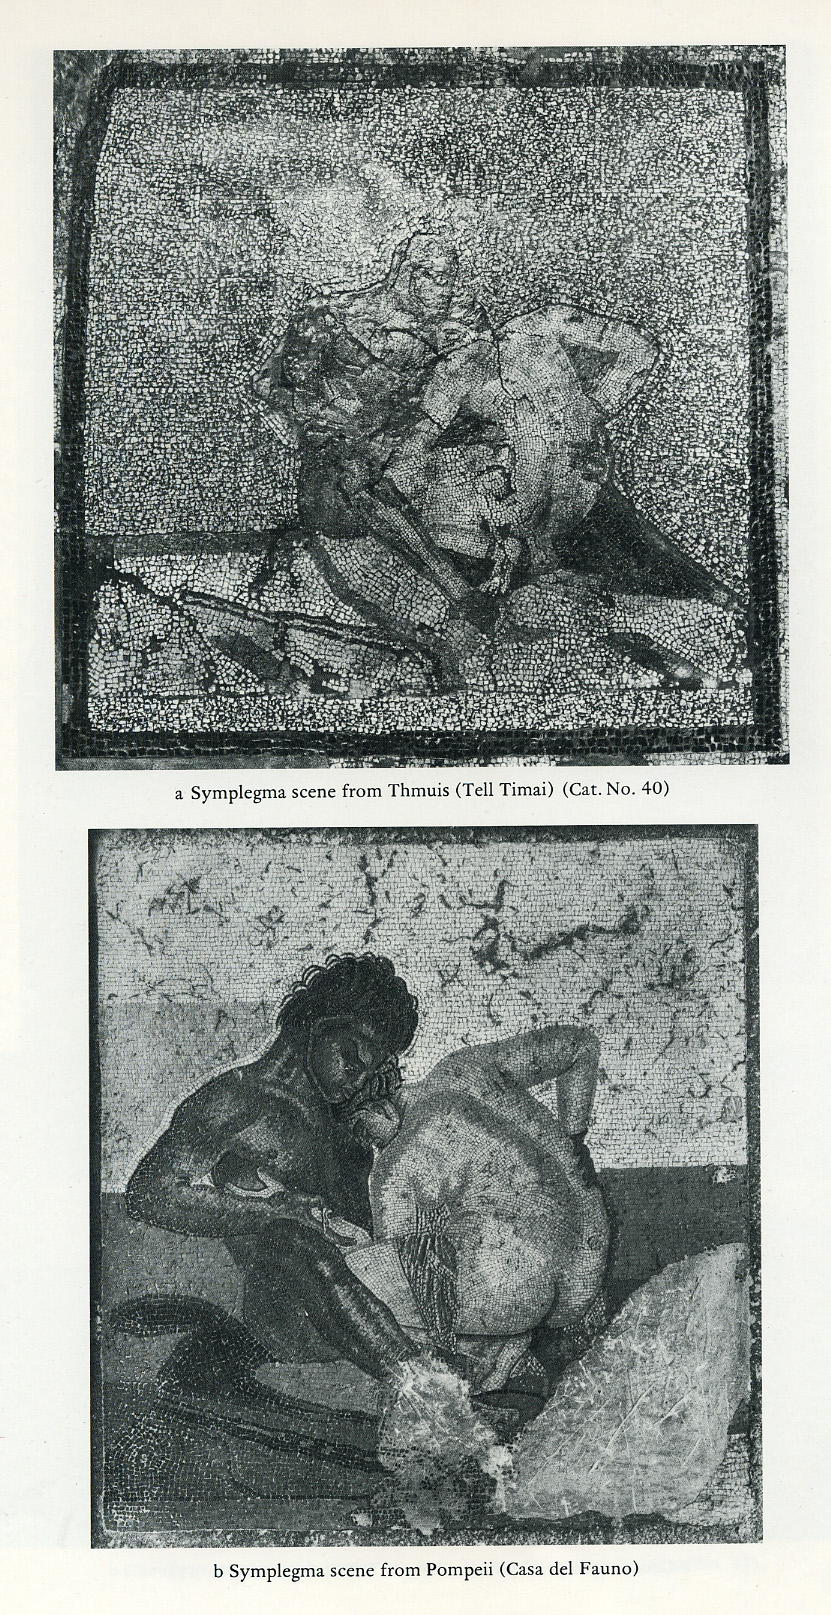 a Symplegma scene from Thmuis (Tell Timai) (Cat. No. 40)
b Symplegma scene from Pompeii (Casa del Fauno)